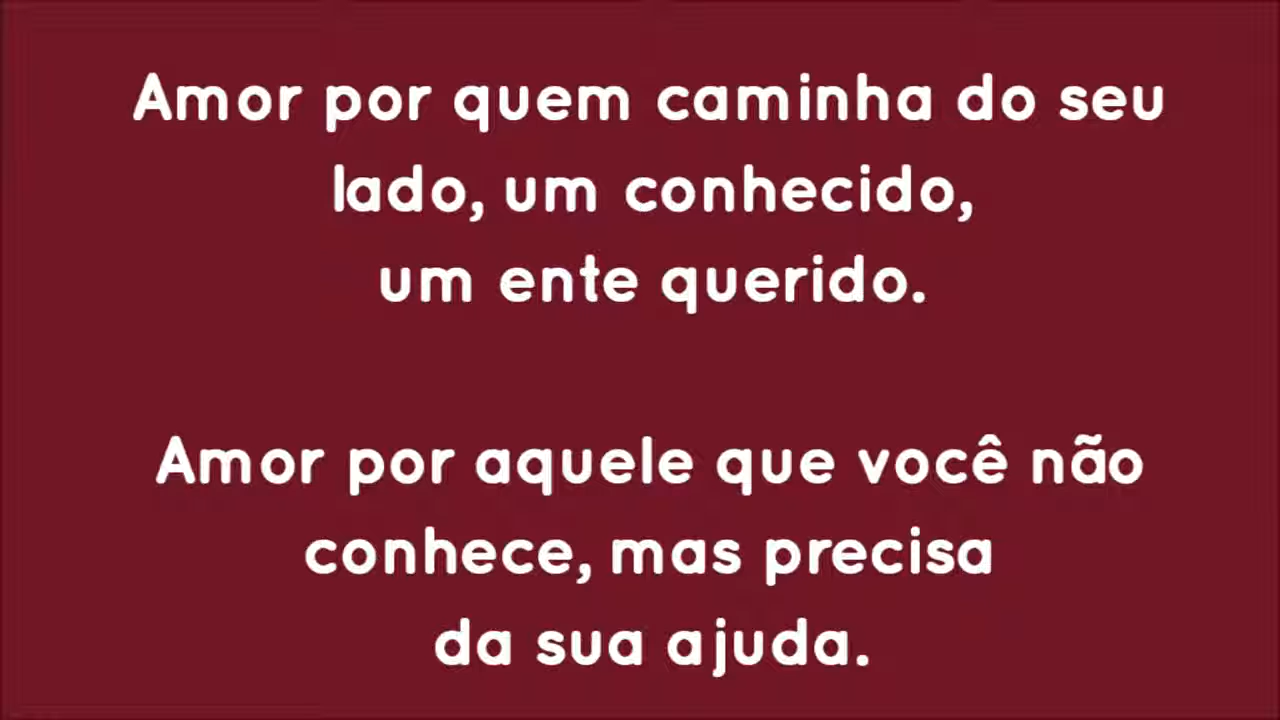 Amor por quem caminha do seu
lado, um conhecido,
um ente querido.
Amor por aquele que você não
conhece, mas precisa
da sua ajuda.